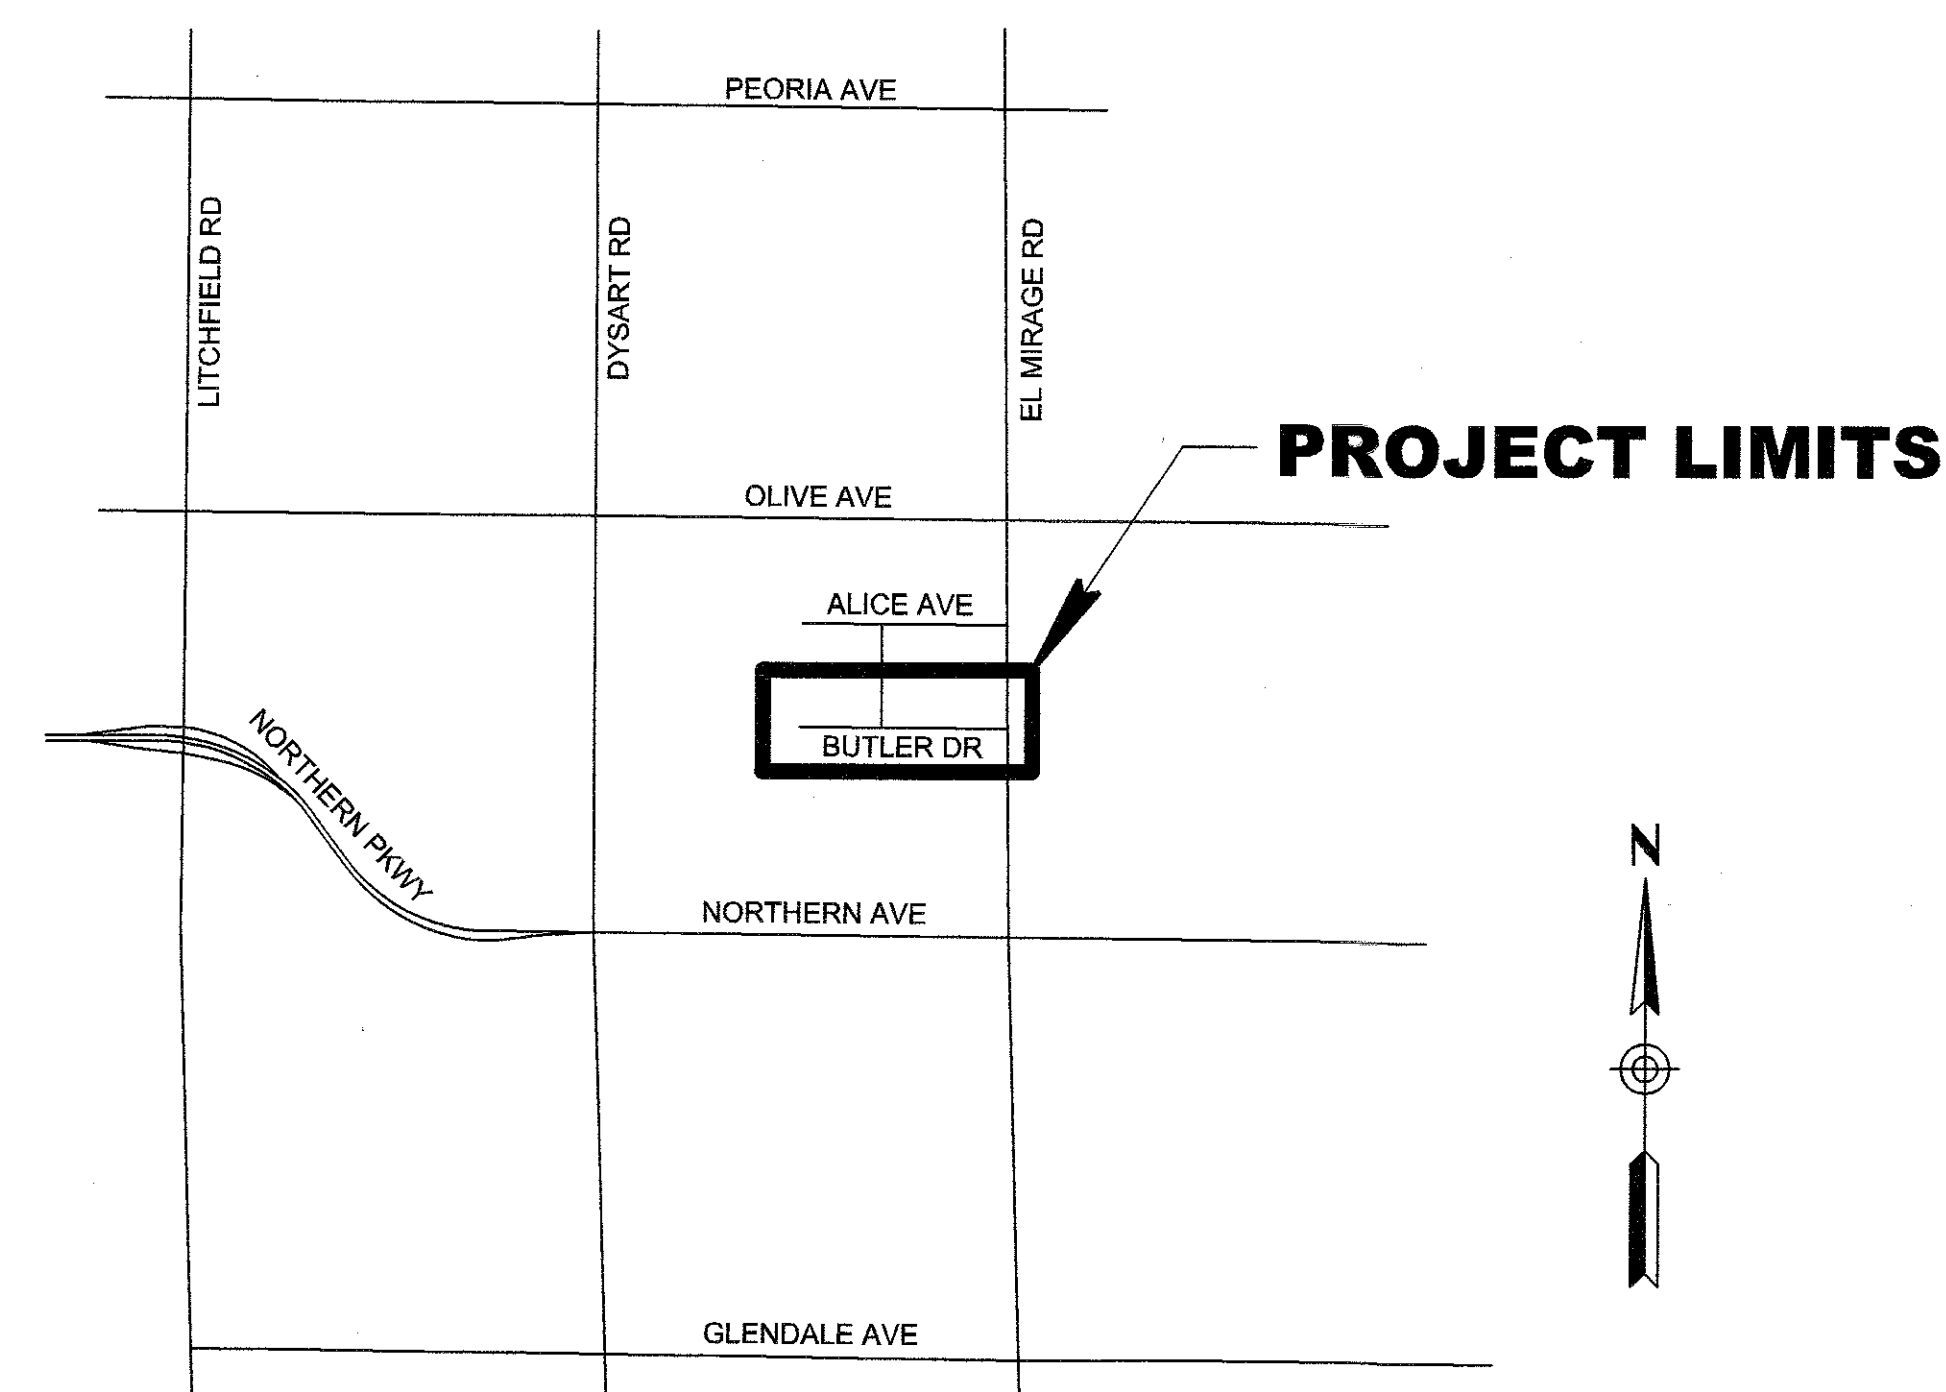 PEORIA AVE
LITCHFIELD RD
DYSART RD
EL MIRAGE RD
PROJECT LIMITS
OLIVE AVE
ALICE AVE
BUTLER DR
NORTHERN PKWY
N
NORTHERN AVE
GLENDALE AVE